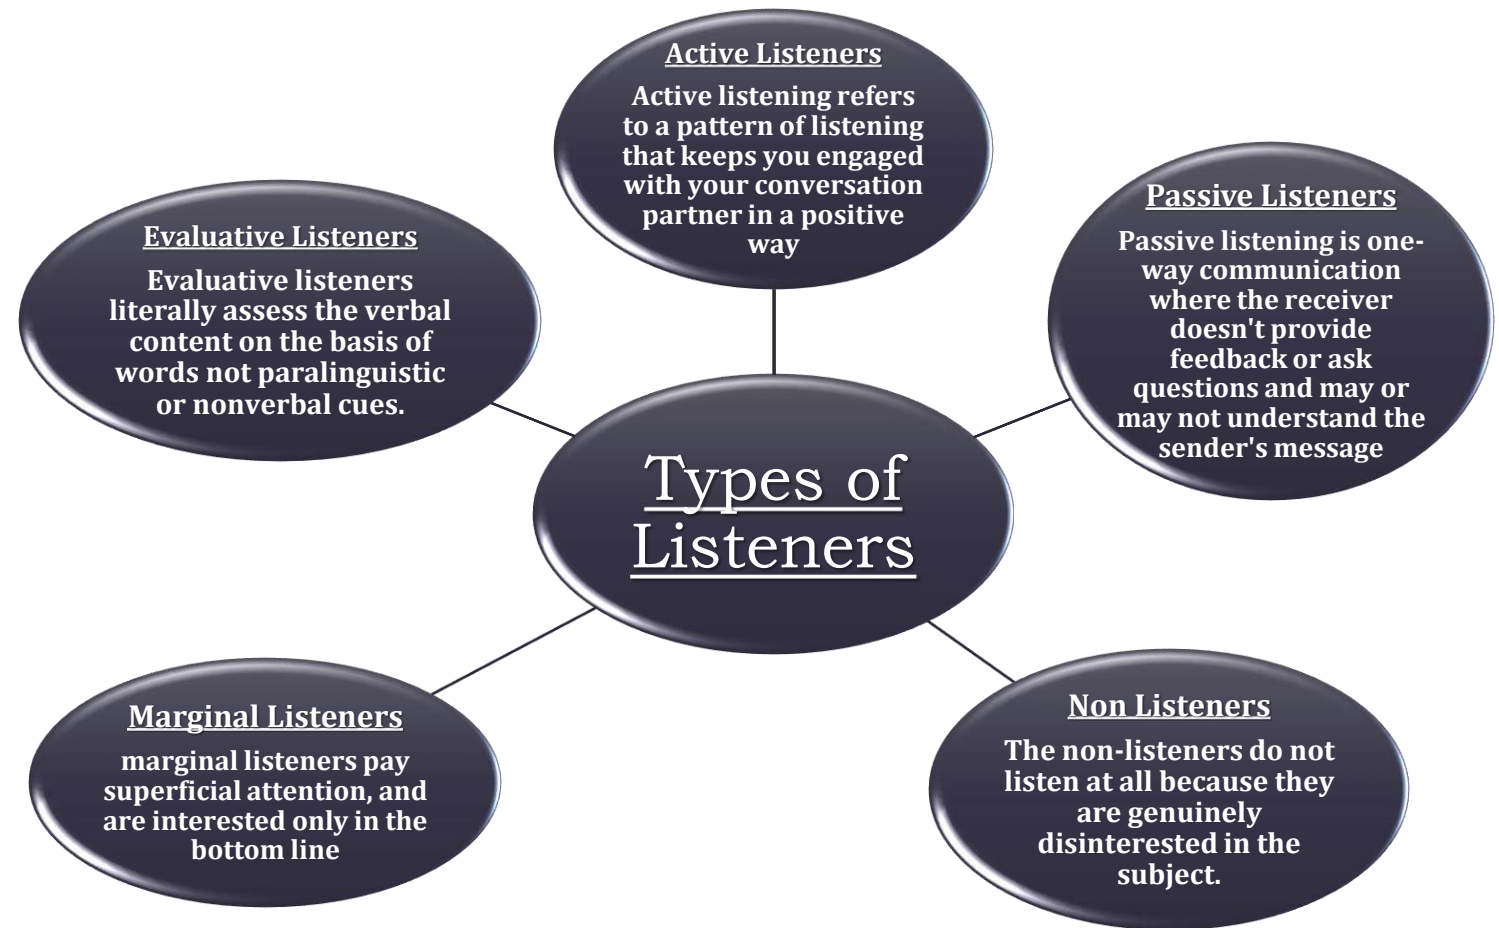 Active Listeners
Active listening refers
to a pattern of listening
that keeps you engaged
with your conversation
partner in a positive
way
Passive Listeners
Passive listening is one-
way communication
where the receiver
doesn't provide
feedback or ask
questions and may or
may not understand the
sender's message
Evaluative Listeners
Evaluative listeners
literally assess the verbal
content on the basis of
words not paralinguistic
or nonverbal cues.
Types of
Listeners
Marginal Listeners
marginal listeners pay
superficial attention, and
are interested only in the
bottom line
Non Listeners
The non-listeners do not
listen at all because they
are genuinely
disinterested in the
subject.